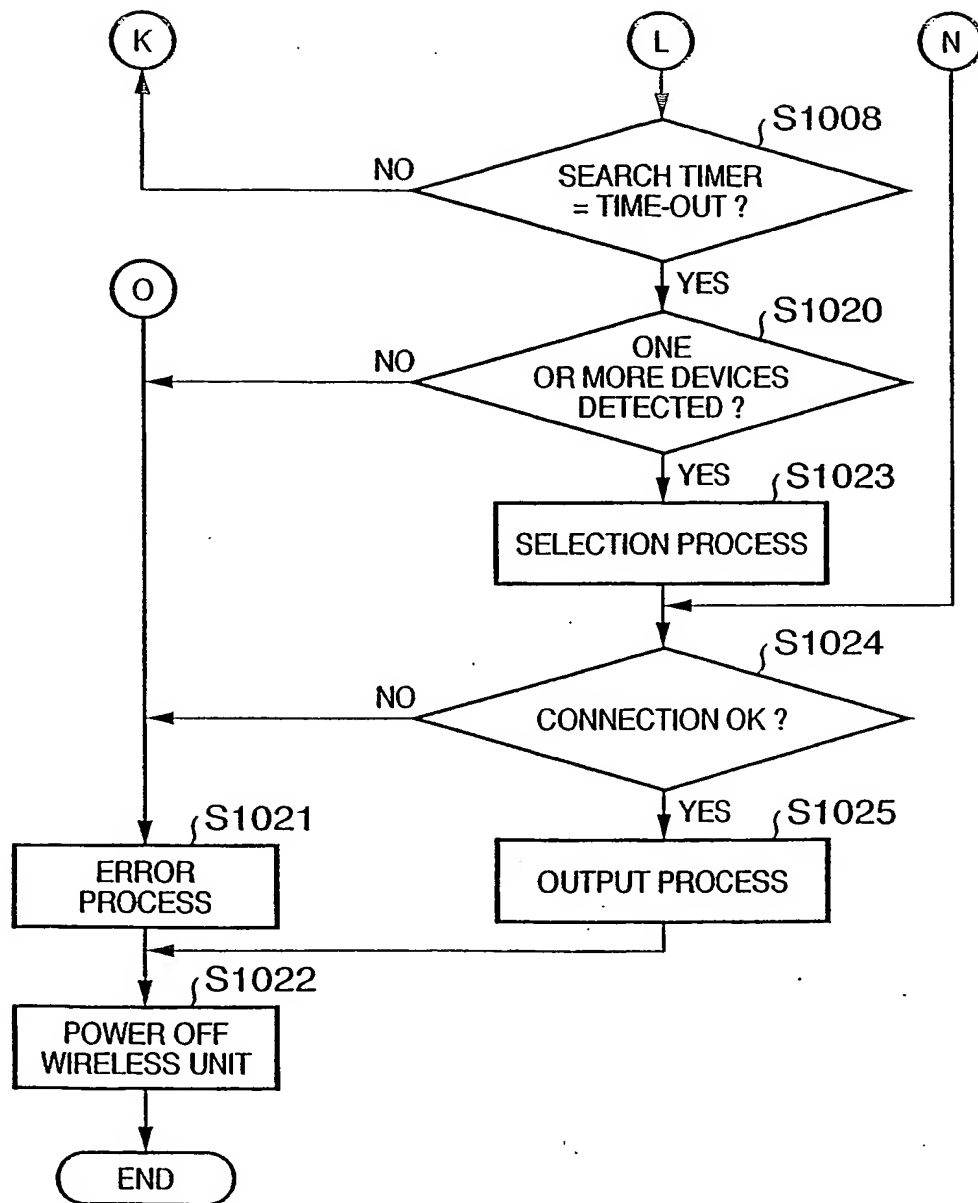 K
L
N
S1008
NO
SEARCH TIMER
= TIME-OUT ?
YES
O
S1020
NO
ONE
OR MORE DEVICES
DETECTED ?
YES
S1023
SELECTION PROCESS
S1024
NO
CONNECTION OK ?
YES
S1021
S1025
ERROR
PROCESS
OUTPUT PROCESS
S1022
POWER OFF
WIRELESS UNIT
END